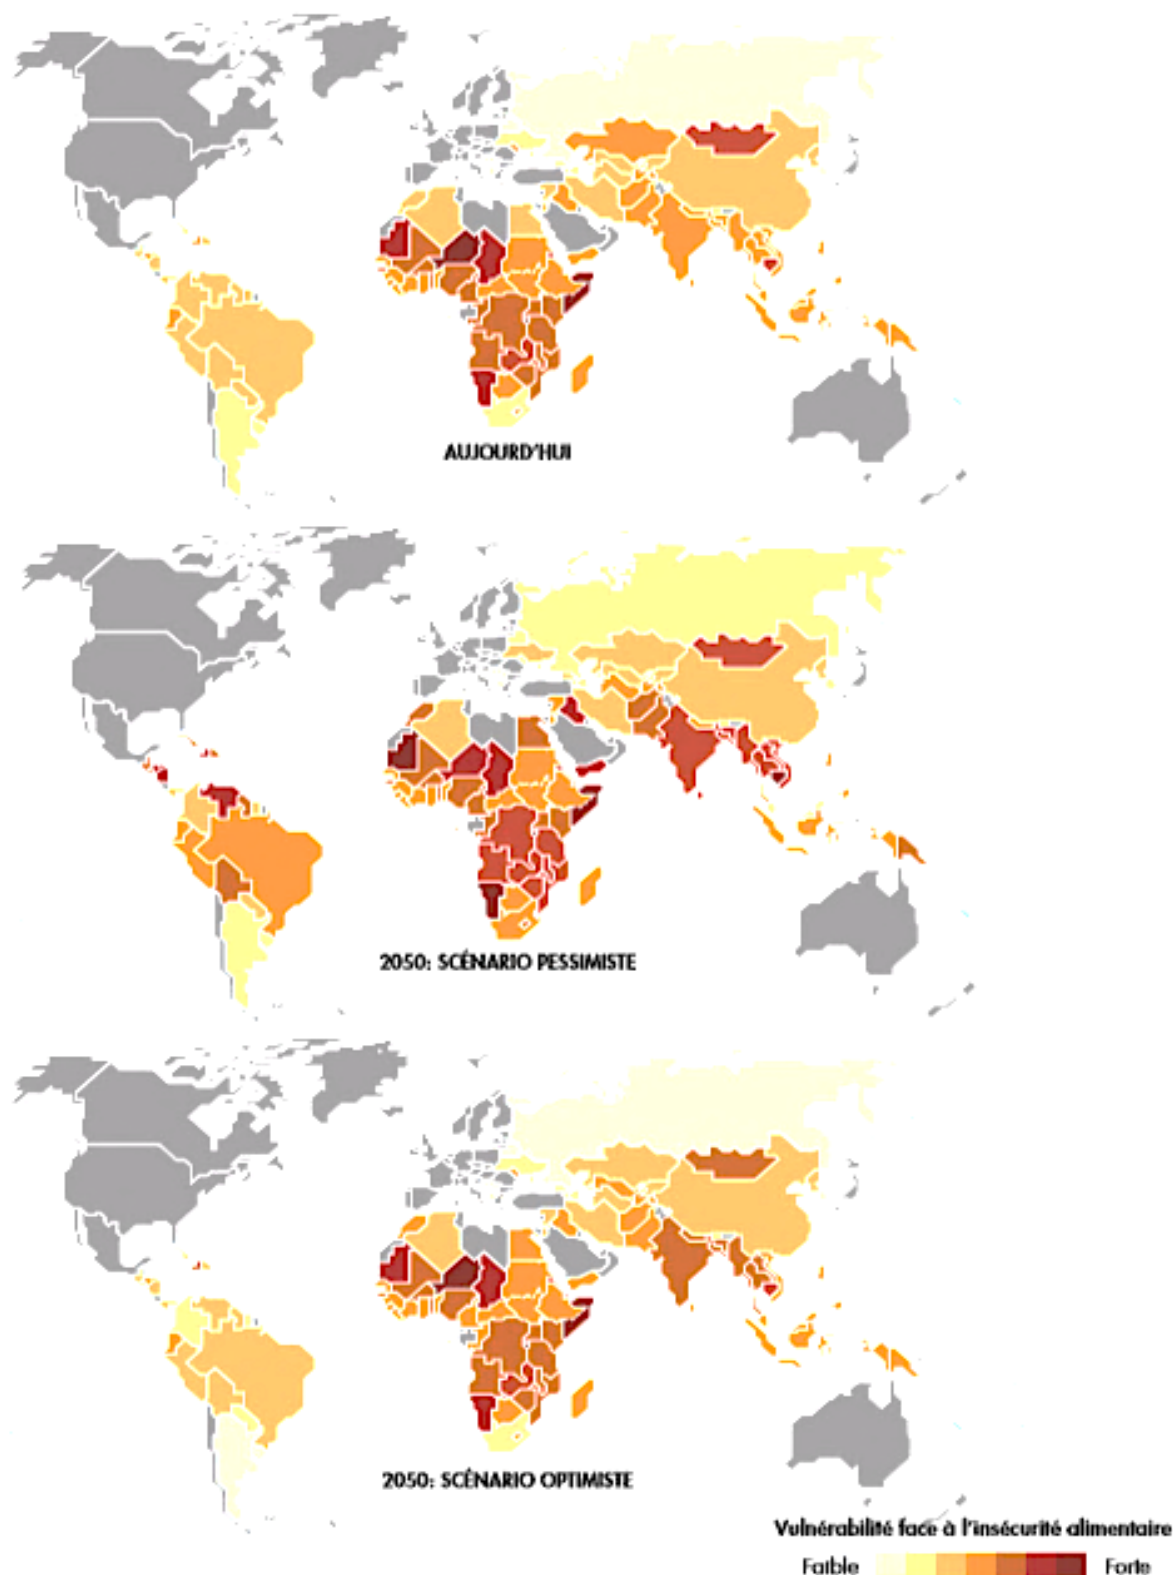 AUJOURD'HUI
2050: SCÉNARIO PESSIMISTE
2050: SCÉNARIO OPTIMISTE
Vulnérabilité face à l'insécurité alimentaire
Faible Forte